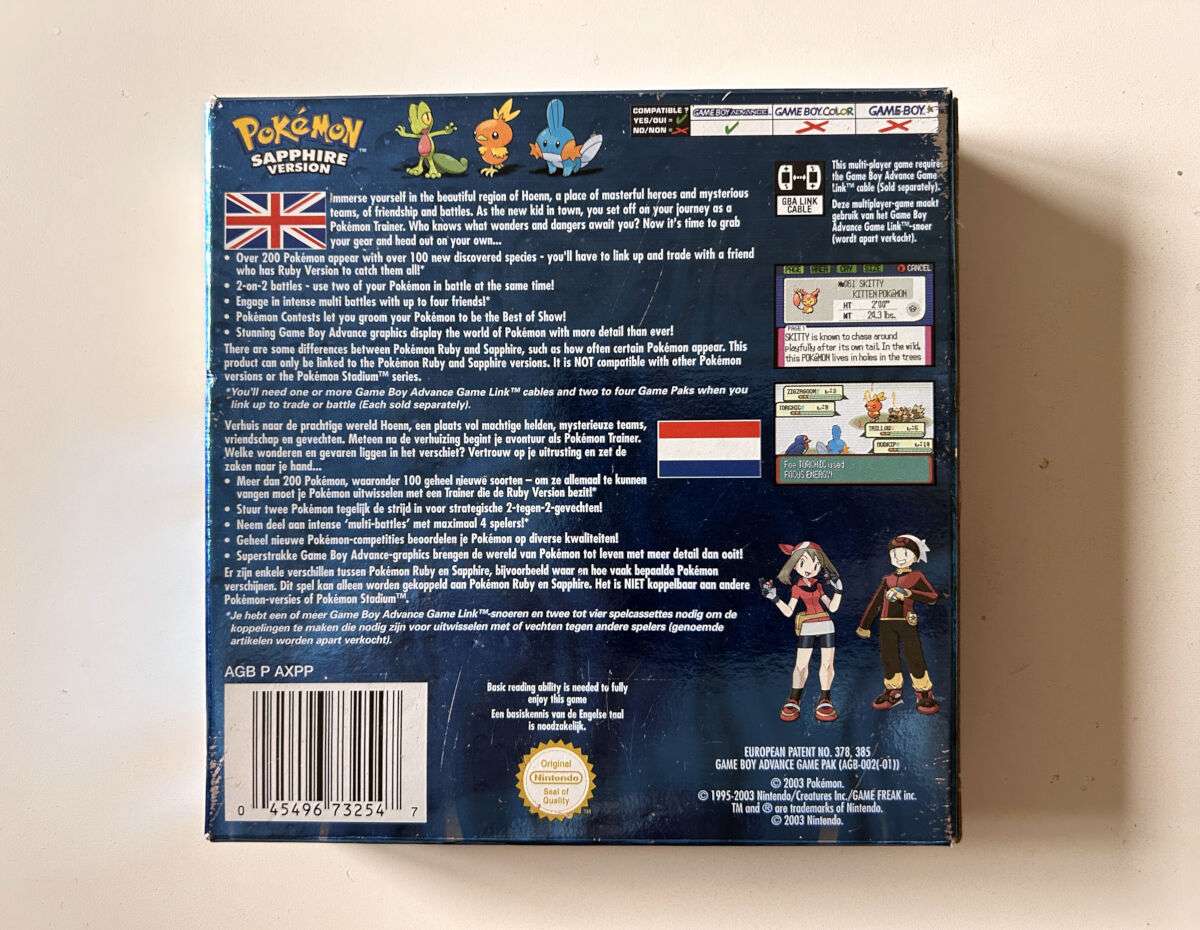 POKéMON™
SAPPHIRE
VERSION
COMPATIBLE ?
YES/OUI = ✓
NO/NON = ✗
GAME BOY ADVANCE
GAME BOY COLOR
GAME BOY
Immerse yourself in the beautiful region of Hoenn, a place of masterful heroes and mysterious
teams, of friendship and battles. As the new kid in town, you set off on your journey as a
Pokémon Trainer. Who knows what wonders and dangers await you? Now it's time to grab
your gear and head out on your own...
• Over 200 Pokémon appear with over 100 new discovered species - you'll have to link up and trade with a friend
who has Ruby Version to catch them all!*
• 2-on-2 battles - use two of your Pokémon in battle at the same time!
• Engage in intense multi battles with up to four friends!*
• Pokémon Contests let you groom your Pokémon to be the Best of Show!
• Stunning Game Boy Advance graphics display the world of Pokémon with more detail than ever!
There are some differences between Pokémon Ruby and Sapphire, such as how often certain Pokémon appear. This
product can only be linked to the Pokémon Ruby and Sapphire versions. It is NOT compatible with other Pokémon
versions or the Pokémon Stadium™ series.
*You'll need one or more Game Boy Advance Game Link™ cables and two to four Game Paks when you
link up to trade or battle (Each sold separately).
Verhuis naar de prachtige wereld Hoenn, een plaats vol machtige helden, mysterieuze teams,
vriendschap en gevechten. Meteen na de verhuizing begint je avontuur als Pokémon Trainer.
Welke wonderen en gevaren liggen in het verschiet? Vertrouw op je uitrusting en zet de
zaken naar je hand...
• Meer dan 200 Pokémon, waaronder 100 geheel nieuwe soorten – om ze allemaal te kunnen
vangen moet je Pokémon uitwisselen met een Trainer die de Ruby Version bezit!*
• Stuur twee Pokémon tegelijk de strijd in voor strategische 2-tegen-2-gevechten!
• Neem deel aan intense 'multi-battles' met maximaal 4 spelers!*
• Geheel nieuwe Pokémon-competities beoordelen je Pokémon op diverse kwaliteiten!
• Superstrakke Game Boy Advance-graphics brengen de wereld van Pokémon tot leven met meer detail dan ooit!
Er zijn enkele verschillen tussen Pokémon Ruby en Sapphire, bijvoorbeeld waar en hoe vaak bepaalde Pokémon
verschijnen. Dit spel kan alleen worden gekoppeld aan Pokémon Ruby en Sapphire. Het is NIET koppelbaar aan andere
Pokémon-versies of Pokémon Stadium™.
*Je hebt een of meer Game Boy Advance Game Link™-snoeren en twee tot vier spelcassettes nodig om de
koppelingen te maken die nodig zijn voor uitwisselen met of vechten tegen andere spelers (genoemde
artikelen worden apart verkocht).
GBA LINK
CABLE
This multi-player game requires
the Game Boy Advance Game
Link™ cable (Sold separately).
Deze multiplayer-game maakt
gebruik van het Game Boy
Advance Game Link™-snoer
(wordt apart verkocht).
PAGE AREA CRY SIZE CANCEL
No061 SKITTY
KITTEN POKéMON
HT 2'00"
WT 24.3 lbs.
PAGE 1
SKITTY is known to chase around
playfully after its own tail. In the wild,
this POKéMON lives in holes in the trees
ZIGZAGOON
TORCHIC
TAILLOW
MUDKIP
Foe TORCHIC used
FOCUS ENERGY!
AGB P AXPP
0 45496 73254 7
Basic reading ability is needed to fully
enjoy this game
Een basiskennis van de Engelse taal
is noodzakelijk.
Original
Nintendo
Seal of
Quality
™
EUROPEAN PATENT NO. 378, 385
GAME BOY ADVANCE GAME PAK (AGB-002(-01))
© 2003 Pokémon.
© 1995-2003 Nintendo/Creatures Inc./GAME FREAK inc.
TM and ® are trademarks of Nintendo.
© 2003 Nintendo.